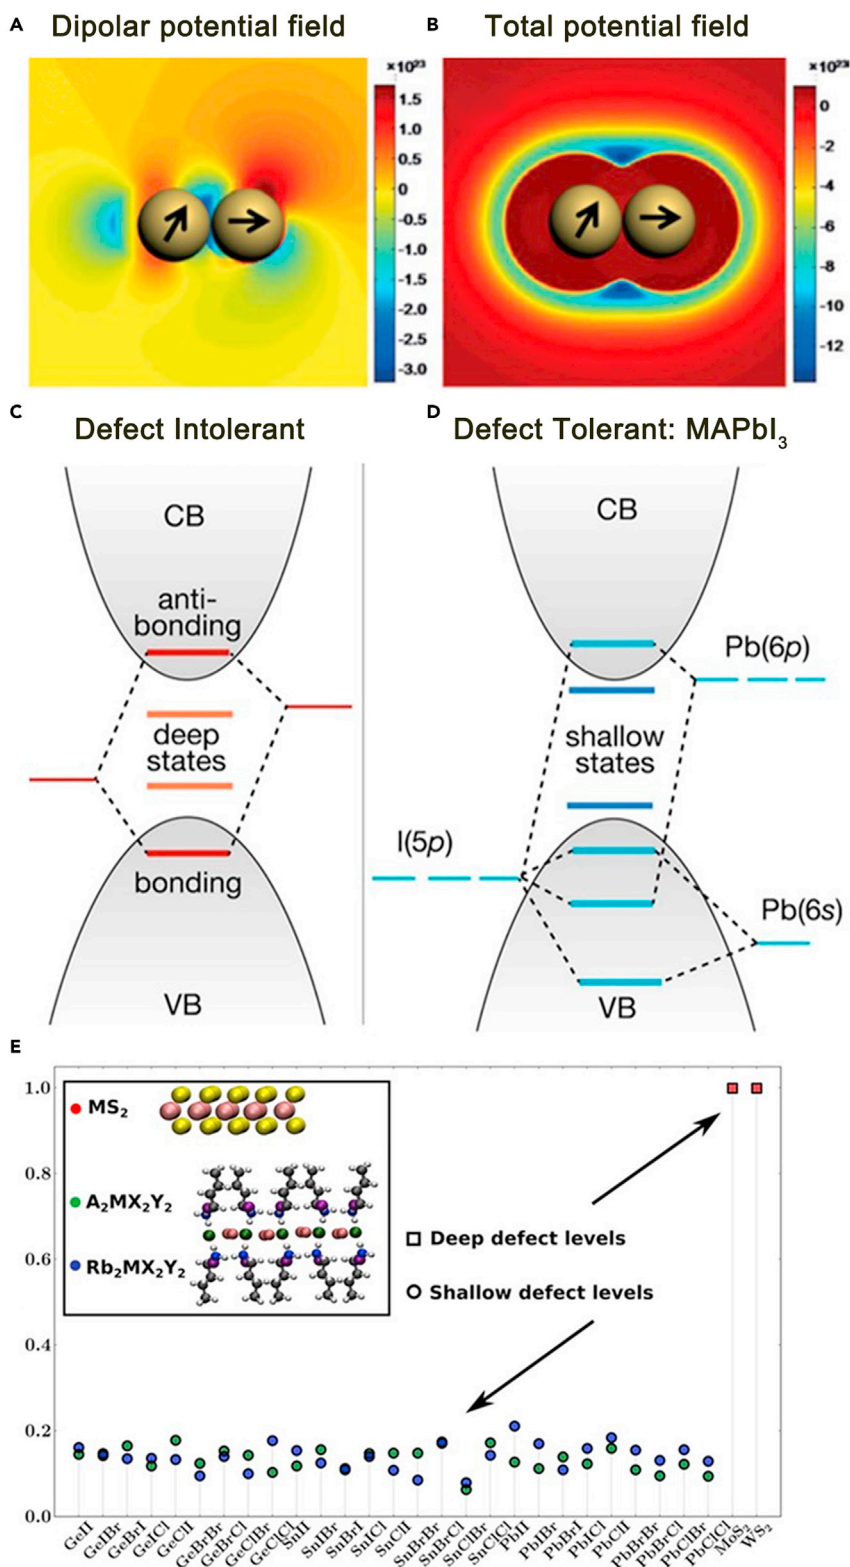 A
Dipolar potential field
×10²³
1.5
1.0
0.5
0
-0.5
-1.0
-1.5
-2.0
-2.5
-3.0
B
Total potential field
×10²³
0
-2
-4
-6
-10
-12
C
Defect Intolerant
CB
anti-
bonding
deep
states
bonding
VB
D
Defect Tolerant: MAPbI₃
CB
Pb(6p)
shallow
states
I(5p)
Pb(6s)
VB
E
1.0
0.8
0.6
0.4
0.2
0.0
MS₂
A₂MX₂Y₂
Rb₂MX₂Y₂
Deep defect levels
Shallow defect levels
GeII
GeIBr
GeBrI
GeICl
GeClI
GeBrBr
GeBrCl
GeClBr
GeClCl
SnII
SnIBr
SnBrI
SnICl
SnClI
SnBrBr
SnBrCl
SnClBr
SnClCl
PbII
PbIBr
PbBrI
PbICl
PbClI
PbBrBr
PbBrCl
PbClBr
PbClCl
MoS₂
WS₂